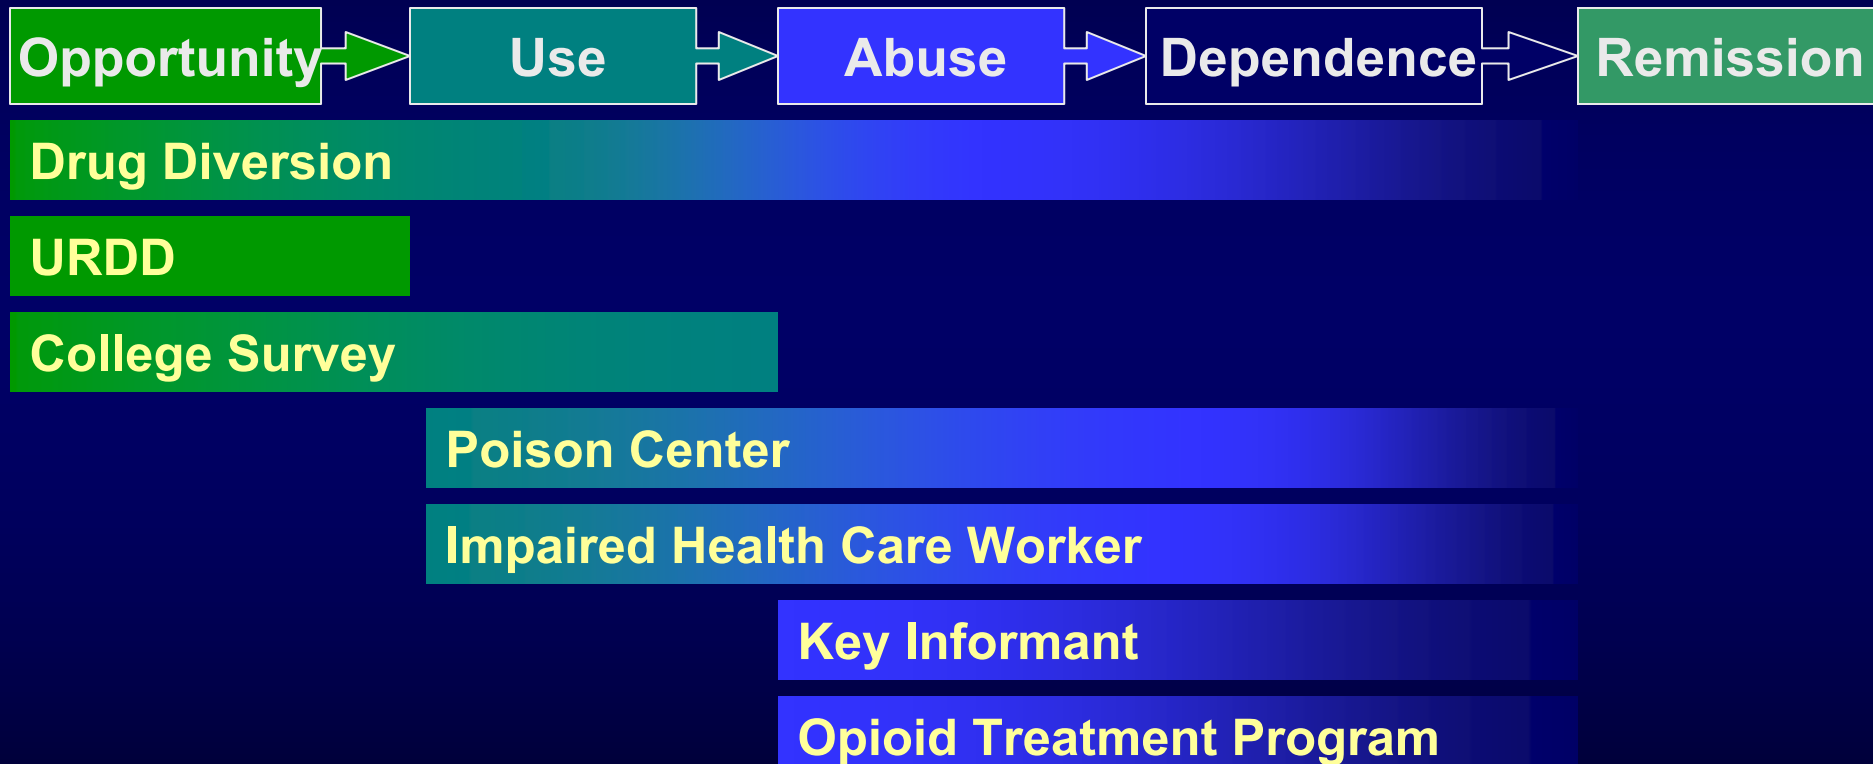 Opportunity Use Abuse Dependence Remission
Drug Diversion
URDD
College Survey
Poison Center
Impaired Health Care Worker
Key Informant
Opioid Treatment Program